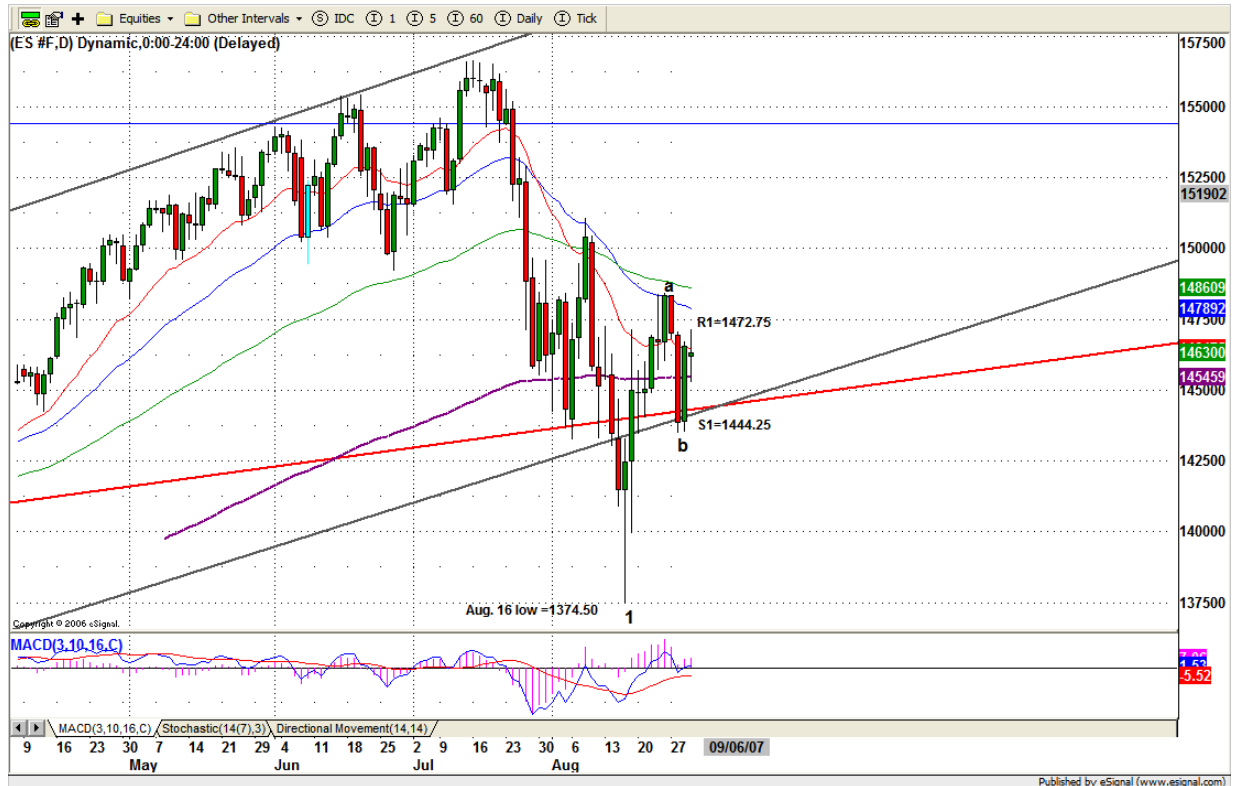 Equities Other Intervals S IDC I 1 I 5 I 60 I Daily I Tick
(ES #F,D) Dynamic,0:00-24:00 (Delayed)
157500
155000
152500
151902
150000
148609
147892
147500
146300
145459
145000
142500
140000
137500
a
R1=1472.75
S1=1444.25
b
Aug. 16 low =1374.50
1
Copyright © 2006 eSignal.
MACD(3,10,16,C)
1.53
-5.52
MACD(3,10,16,C) Stochastic(14(7),3) Directional Movement(14,14)
9 16 23 30 7 14 21 29 4 11 18 25 2 9 16 23 30 6 13 20 27 09/06/07
May Jun Jul Aug
Published by eSignal (www.esignal.com)